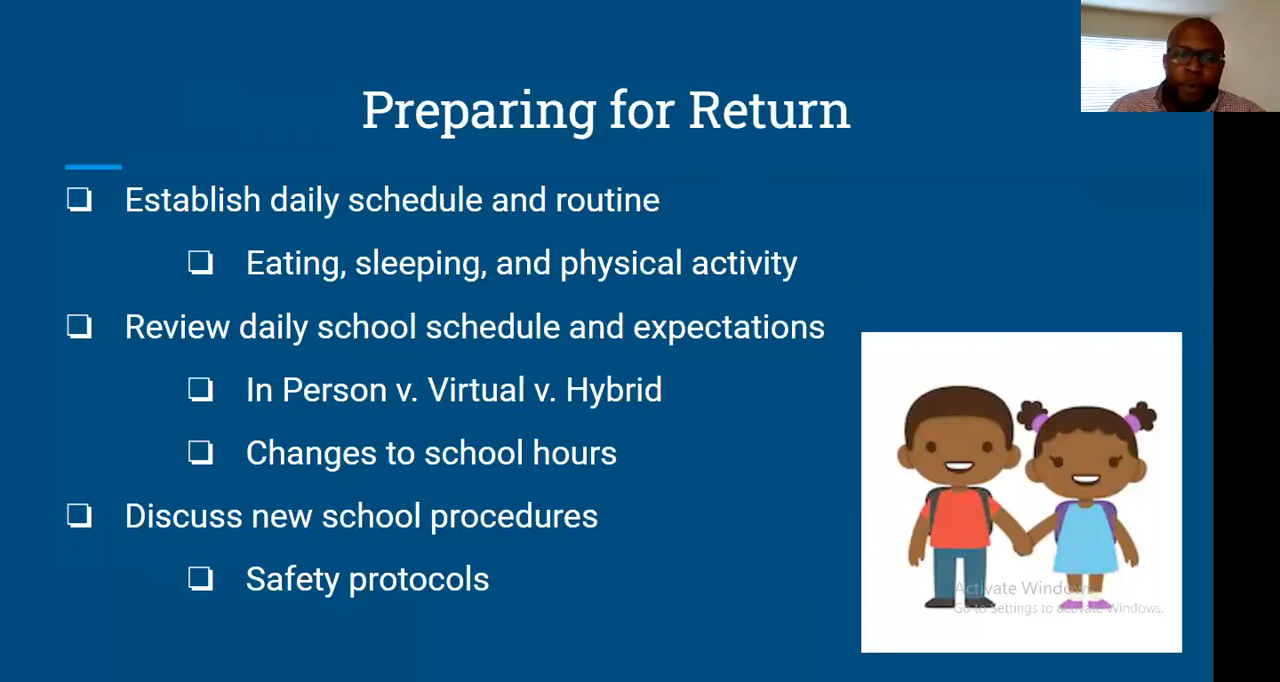 Preparing for Return
❏ Establish daily schedule and routine
❏ Eating, sleeping, and physical activity
❏ Review daily school schedule and expectations
❏ In Person v. Virtual v. Hybrid
❏ Changes to school hours
❏ Discuss new school procedures
❏ Safety protocols
Activate Windows
Go to Settings to activate Windows.